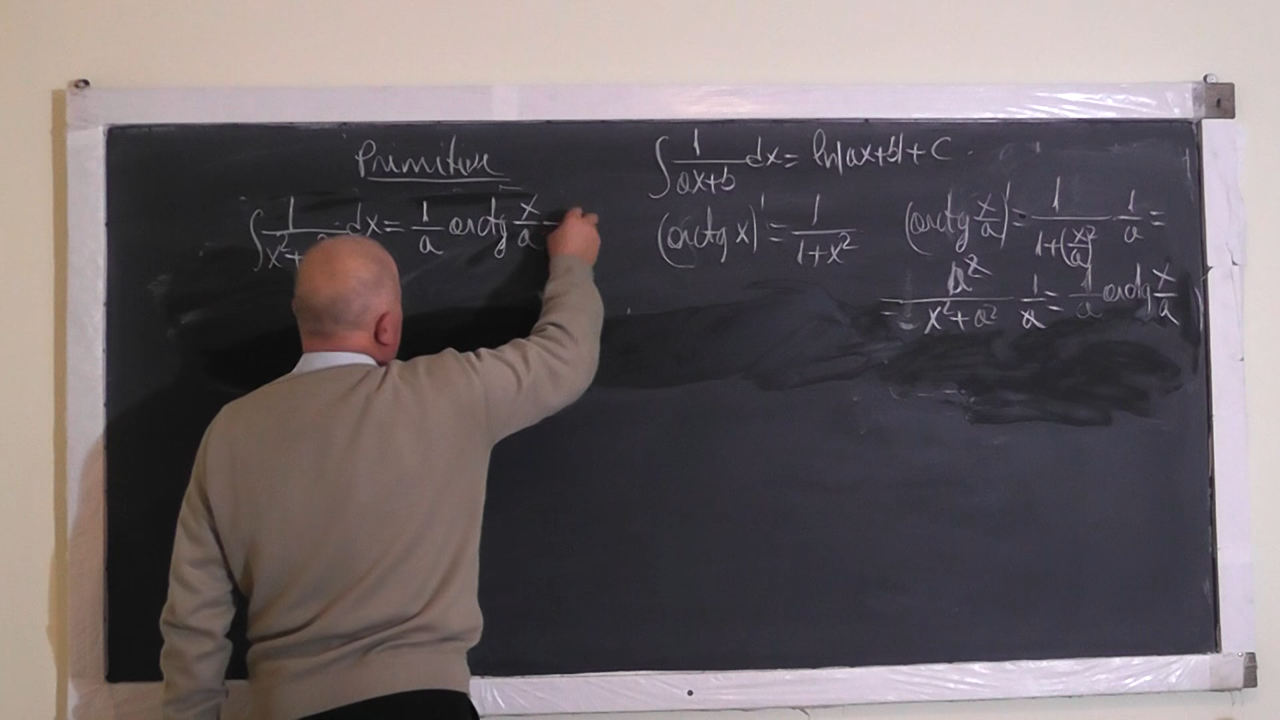 Primitive
∫ 1/(x²+ dx = 1/a arctg x/a
∫ 1/(ax+b) dx = ln|ax+b| + C
(arctg x)' = 1/(1+x²)
(arctg x/a)' = 1/(1+(x/a)²) 1/a =
= a²/(x²+a²) 1/a = 1/a arctg x/a